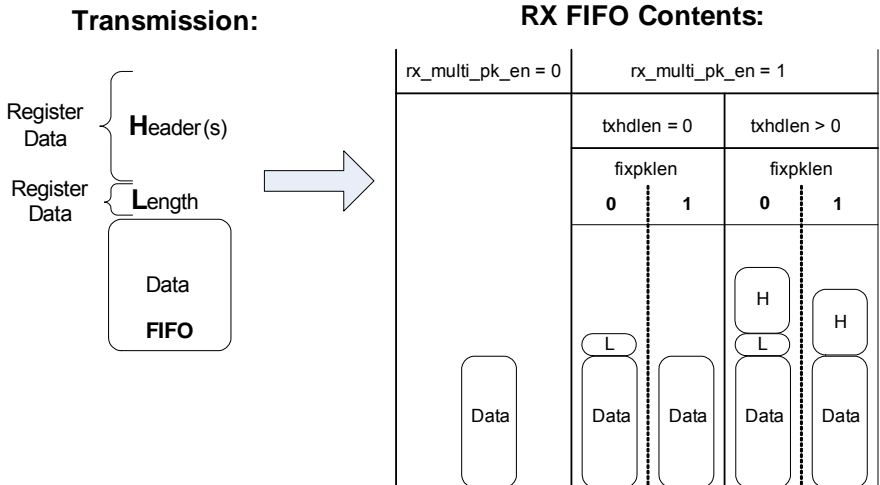 Transmission:
RX FIFO Contents:
Register
Data
Header(s)
Register
Data
Length
Data
FIFO
rx_multi_pk_en = 0
rx_multi_pk_en = 1
txhdlen = 0
txhdlen > 0
fixpklen
fixpklen
0
1
0
1
H
H
L
L
Data
Data
Data
Data
Data